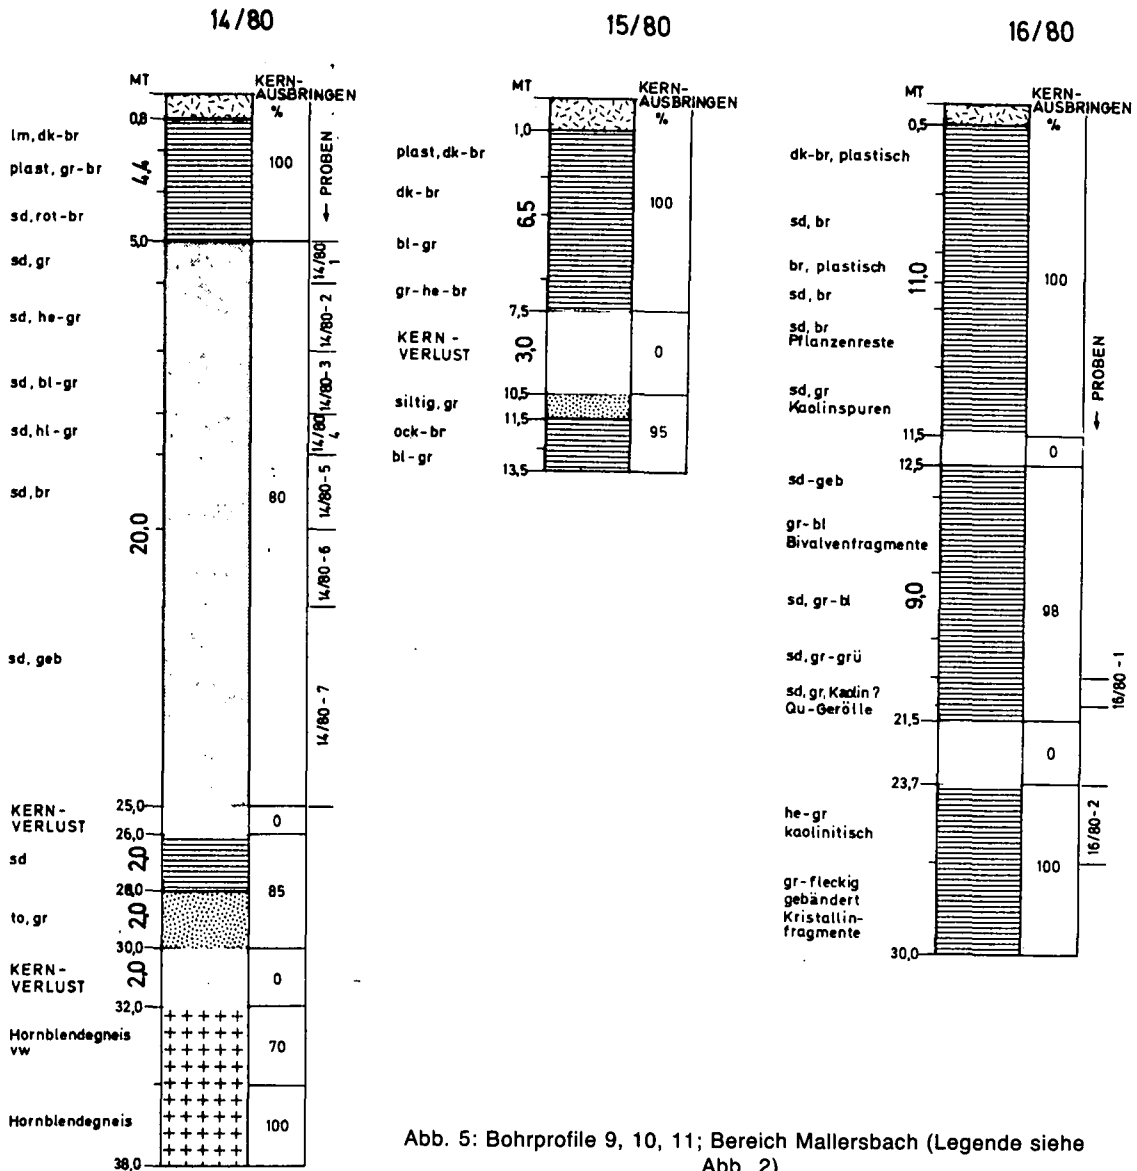 14/80
MT
KERN-
AUSBRINGEN
%
0,8
lm, dk-br
plast, gr-br
4,4
100
← PROBEN
sd, rot-br
5,0
sd, gr
14/80
1
sd, he-gr
14/80-2
sd, bl-gr
14/80-3
sd, hl-gr
14/80
4
sd, br
14/80-5
80
20,0
14/80-6
sd, geb
14/80-7
25,0
KERN-
VERLUST
0
26,0
sd
2,0
28,0
85
to, gr
2,0
30,0
KERN-
VERLUST
2,0
0
32,0
Hornblendegneis
vw
70
Hornblendegneis
100
38,0
15/80
MT
KERN-
AUSBRINGEN
%
1,0
plast, dk-br
dk-br
100
6,5
bl-gr
gr-he-br
7,5
KERN-
VERLUST
3,0
0
10,5
siltig, gr
11,5
ock-br
95
bl-gr
13,5
16/80
MT
KERN-
AUSBRINGEN
%
0,5
dk-br, plastisch
sd, br
br, plastisch
11,0
100
sd, br
sd, br
Pflanzenreste
← PROBEN
sd, gr
Kaolinspuren
11,5
0
12,5
sd-geb
gr-bl
Bivalvenfragmente
9,0
sd, gr-bl
98
sd, gr-grü
16/80-1
sd, gr, Kaolin ?
Qu-Gerölle
21,5
0
23,7
he-gr
kaolinitisch
16/80-2
100
gr-fleckig
gebändert
Kristallin-
fragmente
30,0
Abb. 5: Bohrprofile 9, 10, 11; Bereich Mallersbach (Legende siehe
Abb. 2)